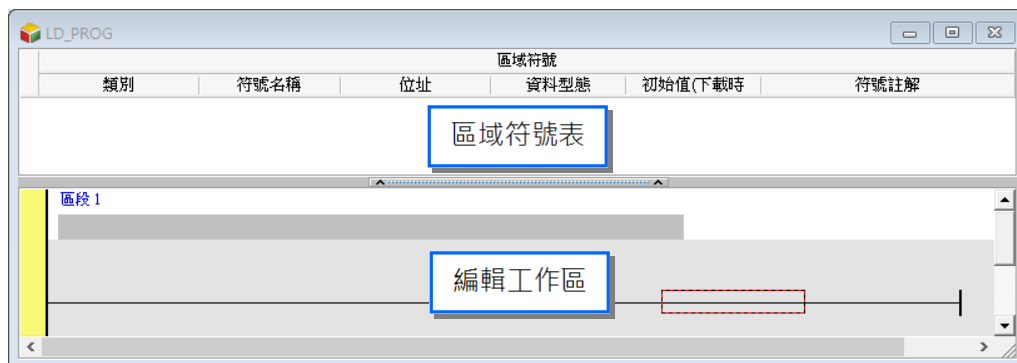 LD_PROG
區域符號
類別 符號名稱 位址 資料型態 初始值(下載時 符號註解
區域符號表
區段 1
編輯工作區